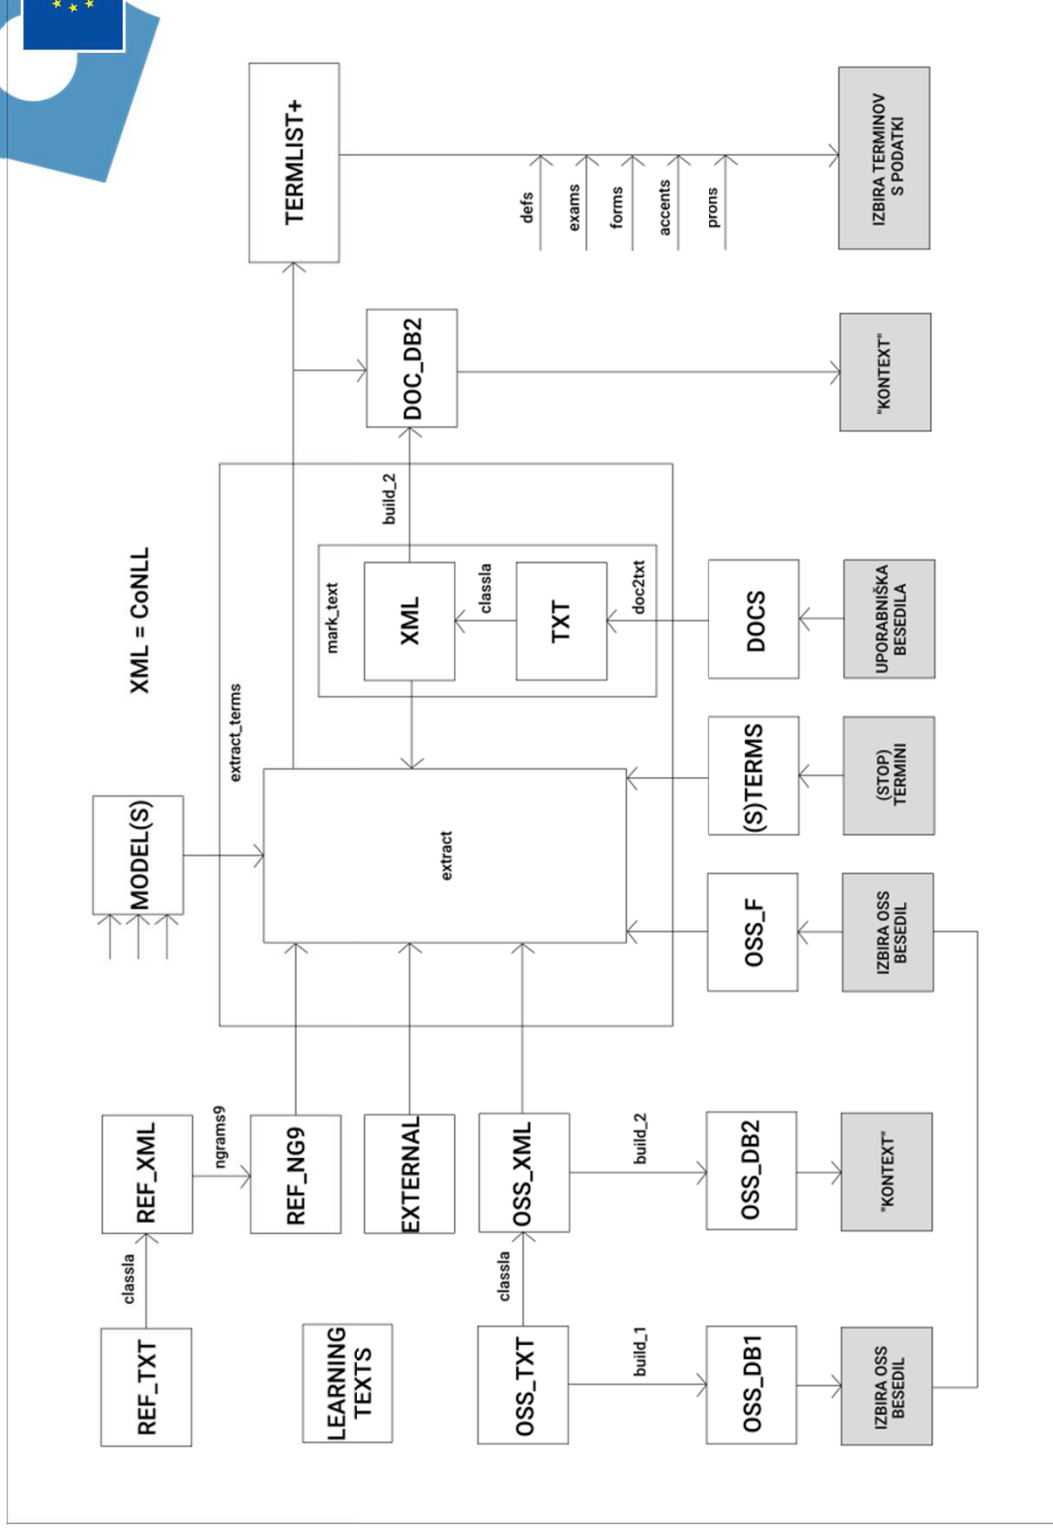 XML = CoNLL
MODEL(S)
REF_TXT
classla
REF_XML
ngrams9
REF_NG9
extract_terms
TERMLIST+
LEARNING
TEXTS
EXTERNAL
mark_text
XML
build_2
DOC_DB2
extract
OSS_TXT
classla
OSS_XML
classla
TXT
defs
exams
forms
accents
prons
build_1
build_2
doc2txt
OSS_DB1
OSS_DB2
OSS_F
(S)TERMS
DOCS
IZBIRA OSS
BESEDIL
"KONTEXT"
IZBIRA OSS
BESEDIL
(STOP)
TERMINI
UPORABNIŠKA
BESEDILA
"KONTEXT"
IZBIRA TERMINOV
S PODATKI